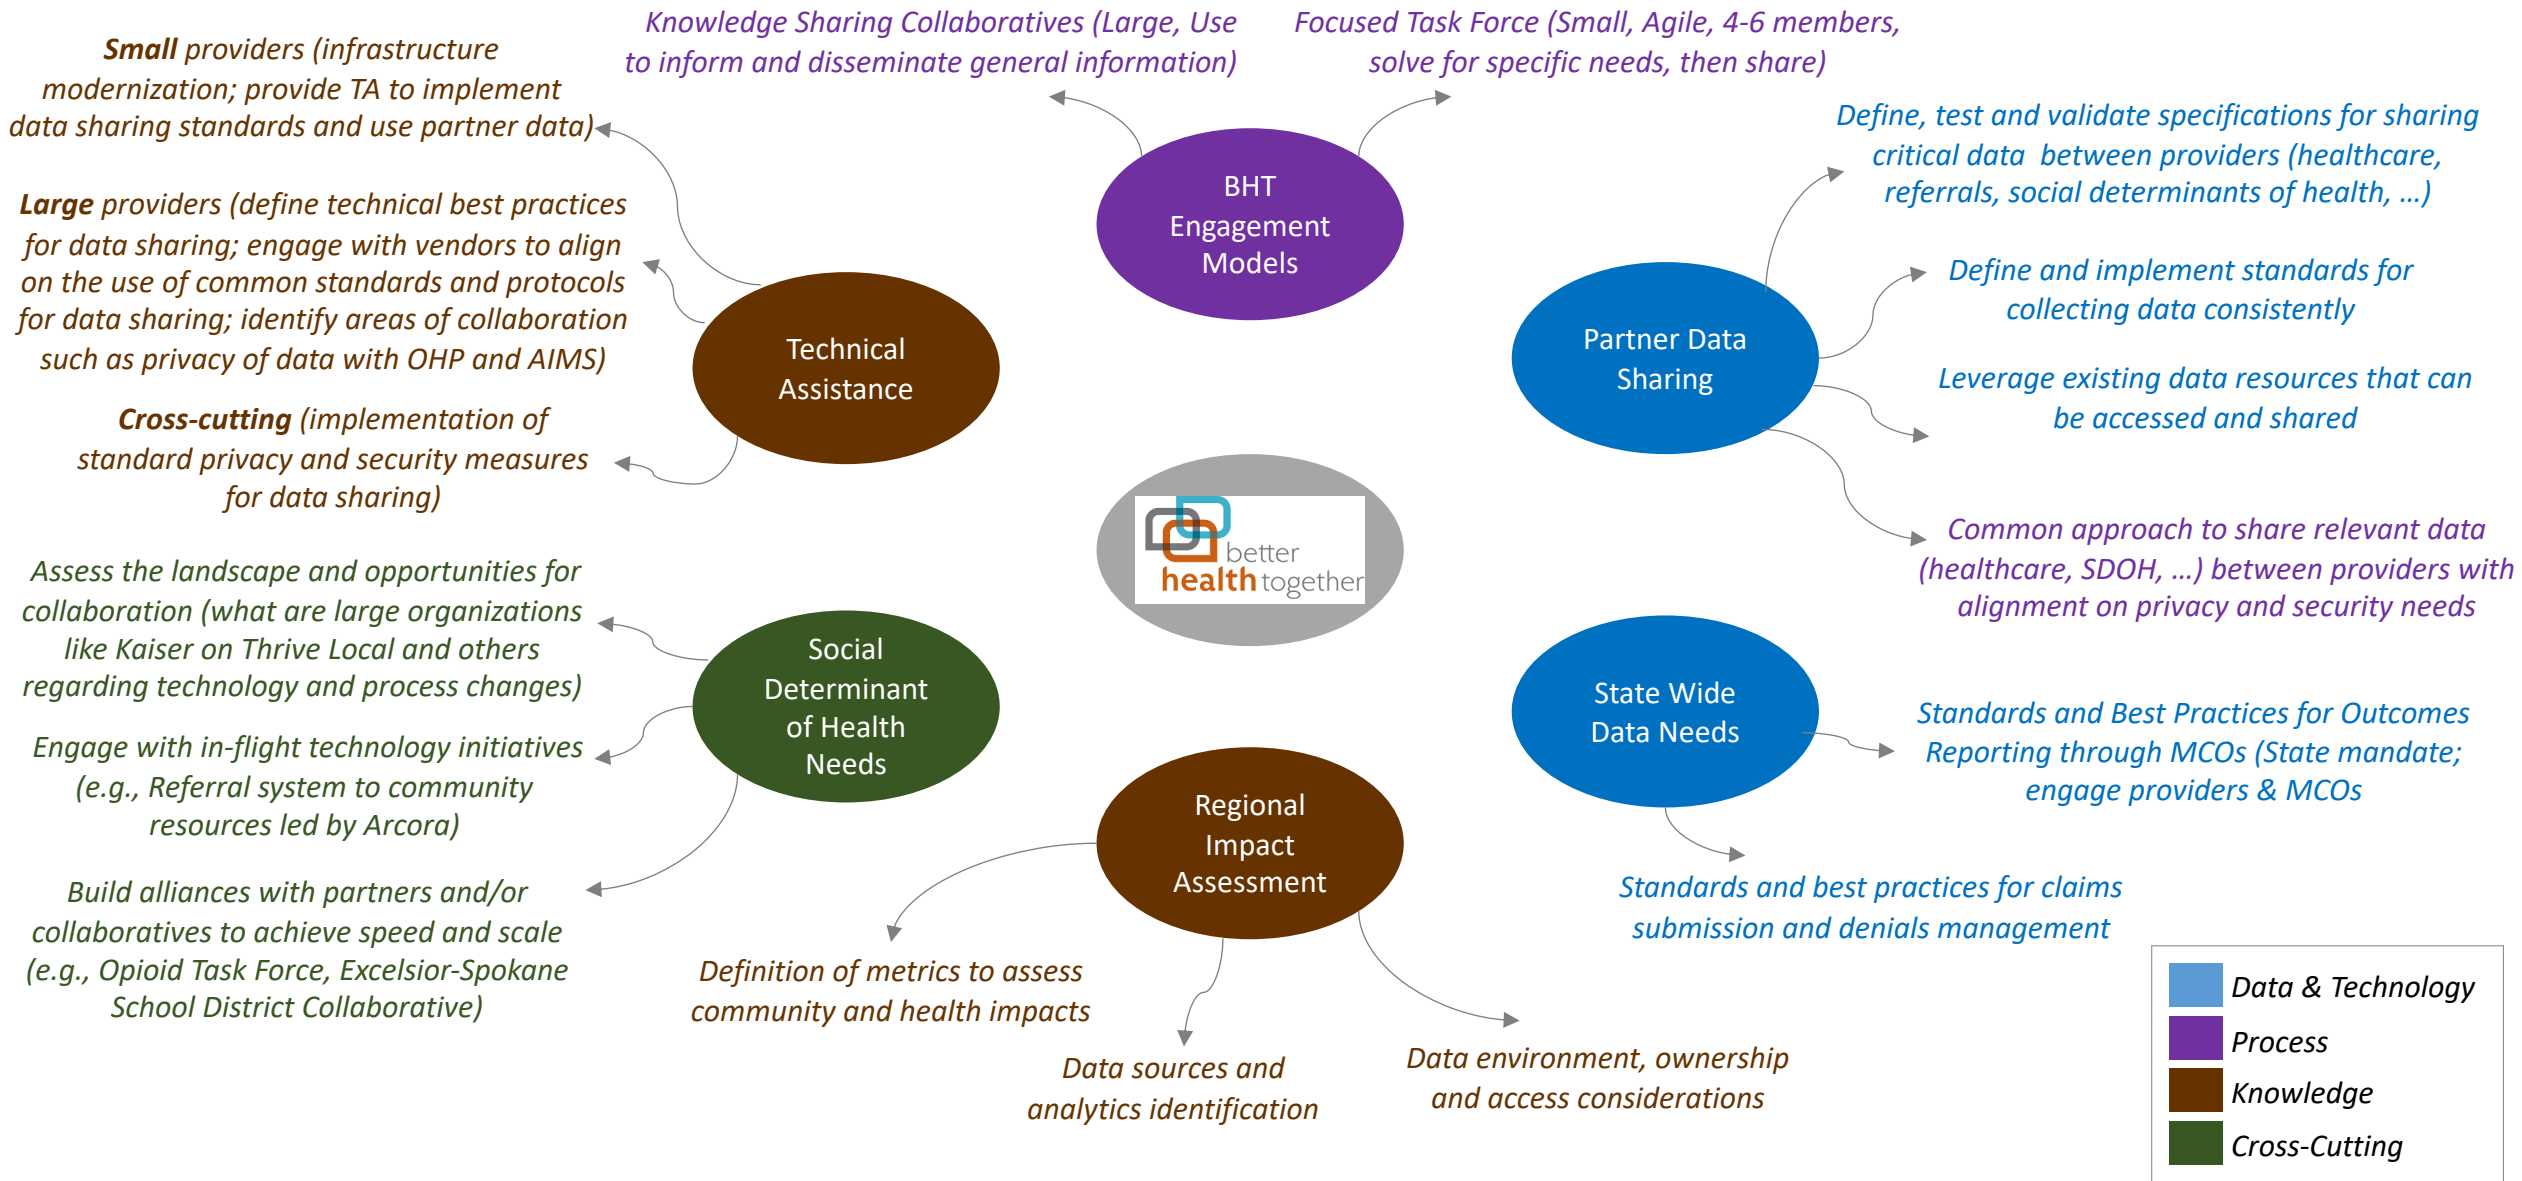 Knowledge Sharing Collaboratives (Large, Use
to inform and disseminate general information)
Focused Task Force (Small, Agile, 4-6 members,
solve for specific needs, then share)
Small providers (infrastructure
modernization; provide TA to implement
data sharing standards and use partner data)
Large providers (define technical best practices
for data sharing; engage with vendors to align
on the use of common standards and protocols
for data sharing; identify areas of collaboration
such as privacy of data with OHP and AIMS)
Cross-cutting (implementation of
standard privacy and security measures
for data sharing)
Technical
Assistance
BHT
Engagement
Models
Partner Data
Sharing
Define, test and validate specifications for sharing
critical data between providers (healthcare,
referrals, social determinants of health, ...)
Define and implement standards for
collecting data consistently
Leverage existing data resources that can
be accessed and shared
Common approach to share relevant data
(healthcare, SDOH, ...) between providers with
alignment on privacy and security needs
better
health together
Assess the landscape and opportunities for
collaboration (what are large organizations
like Kaiser on Thrive Local and others
regarding technology and process changes)
Engage with in-flight technology initiatives
(e.g., Referral system to community
resources led by Arcora)
Build alliances with partners and/or
collaboratives to achieve speed and scale
(e.g., Opioid Task Force, Excelsior-Spokane
School District Collaborative)
Social
Determinant
of Health
Needs
Regional
Impact
Assessment
State Wide
Data Needs
Standards and Best Practices for Outcomes
Reporting through MCOs (State mandate;
engage providers & MCOs
Standards and best practices for claims
submission and denials management
Definition of metrics to assess
community and health impacts
Data sources and
analytics identification
Data environment, ownership
and access considerations
Data & Technology
Process
Knowledge
Cross-Cutting